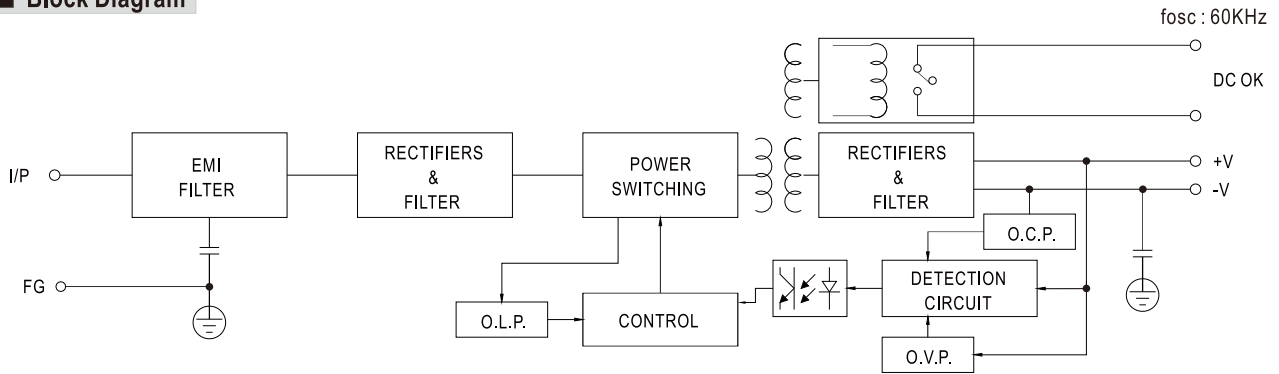 ■ Block Diagram
fosc : 60KHz
DC OK
I/P
EMI
FILTER
RECTIFIERS
&
FILTER
POWER
SWITCHING
RECTIFIERS
&
FILTER
+V
-V
O.C.P.
FG
O.L.P.
CONTROL
DETECTION
CIRCUIT
O.V.P.